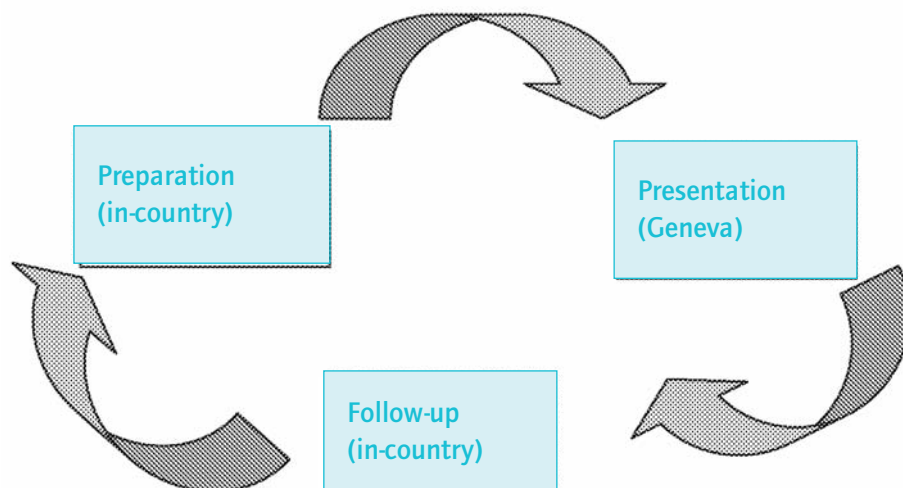 Preparation
(in-country)
Presentation
(Geneva)
Follow-up
(in-country)